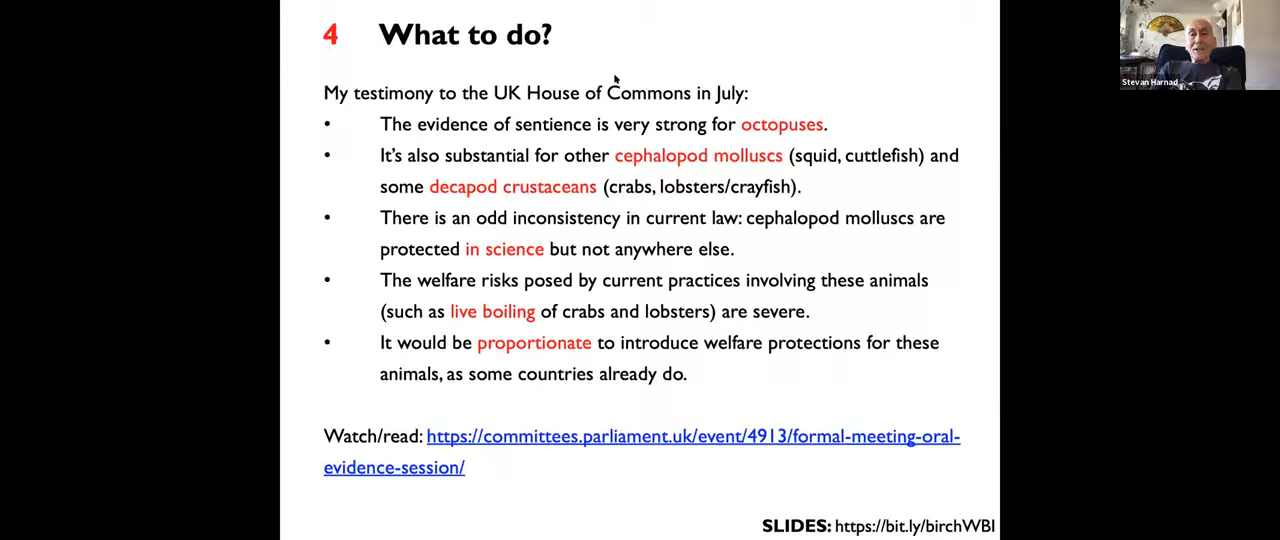 4 What to do?
Stevan Harnad
My testimony to the UK House of Commons in July:
• The evidence of sentience is very strong for octopuses.
• It's also substantial for other cephalopod molluscs (squid, cuttlefish) and
some decapod crustaceans (crabs, lobsters/crayfish).
• There is an odd inconsistency in current law: cephalopod molluscs are
protected in science but not anywhere else.
• The welfare risks posed by current practices involving these animals
(such as live boiling of crabs and lobsters) are severe.
• It would be proportionate to introduce welfare protections for these
animals, as some countries already do.
Watch/read: https://committees.parliament.uk/event/4913/formal-meeting-oral-
evidence-session/
SLIDES: https://bit.ly/birchWBI